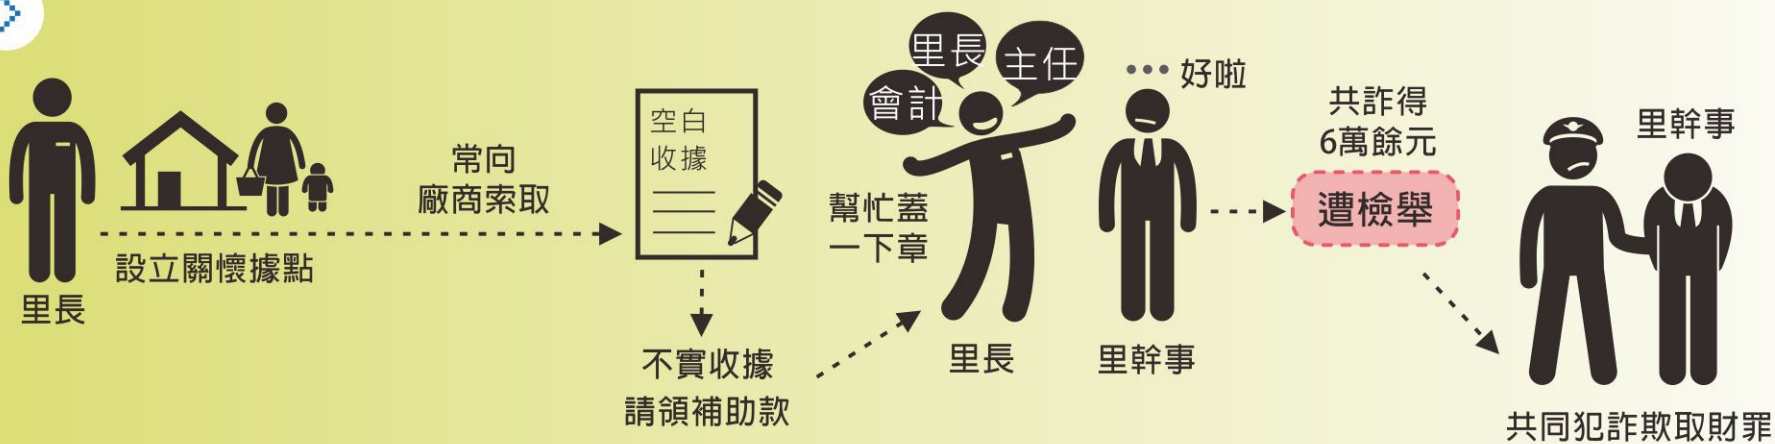 里長
設立關懷據點
常向
廠商索取
空白
收據
不實收據
請領補助款
幫忙蓋
一下章
會計
里長
主任
里長
••• 好啦
里幹事
共詐得
6萬餘元
遭檢舉
里幹事
共同犯詐欺取財罪